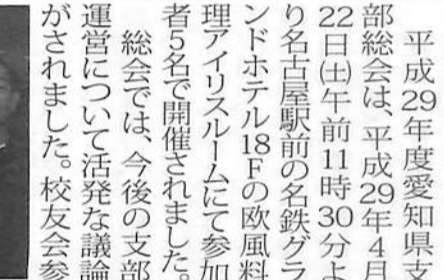 平成29年度愛知県支
部総会は、平成29年4月
22日㈯午前11時30分よ
り名古屋駅前の名鉄グラ
ンドホテル18Fの欧風料
理アイリスルームにて参加
者5名で開催されました。
総会では、今後の支部
運営について活発な議論
がされました。校友会参